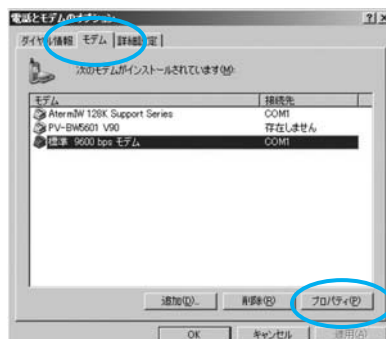 電話とモデムのオプション ? X
ダイヤル情報 モデム 詳細設定
次のモデムがインストールされています(M):
モデム 接続先
AtermIW 128K Support Series COM1
PV-BW5601 V90 存在しません
標準 9600 bps モデム COM1
追加(D)... 削除(R) プロパティ(P)
OK キャンセル 適用(A)